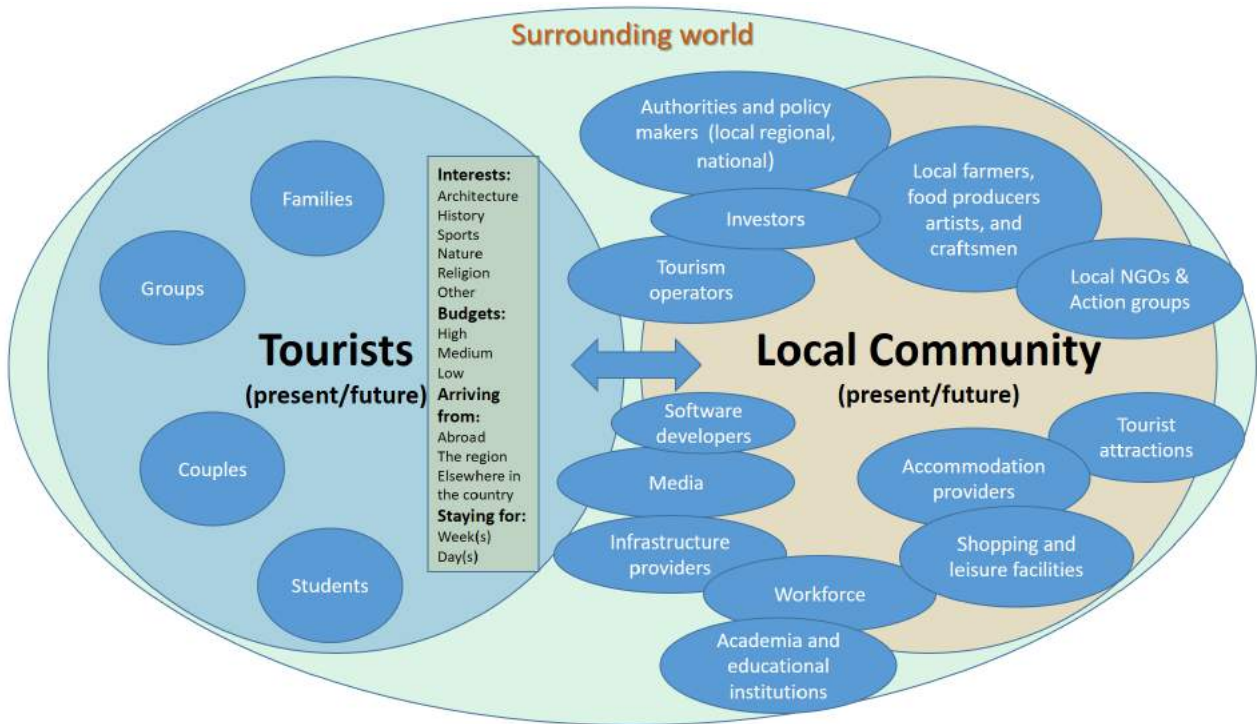 Surrounding world
Families
Groups
Tourists
(present/future)
Couples
Students
Interests:
Architecture
History
Sports
Nature
Religion
Other
Budgets:
High
Medium
Low
Arriving
from:
Abroad
The region
Elsewhere in
the country
Staying for:
Week(s)
Day(s)
Authorities and policy
makers (local regional,
national)
Investors
Tourism
operators
Local farmers,
food producers
artists, and
craftsmen
Local NGOs &
Action groups
Local Community
(present/future)
Software
developers
Media
Infrastructure
providers
Workforce
Academia and
educational
institutions
Tourist
attractions
Accommodation
providers
Shopping and
leisure facilities